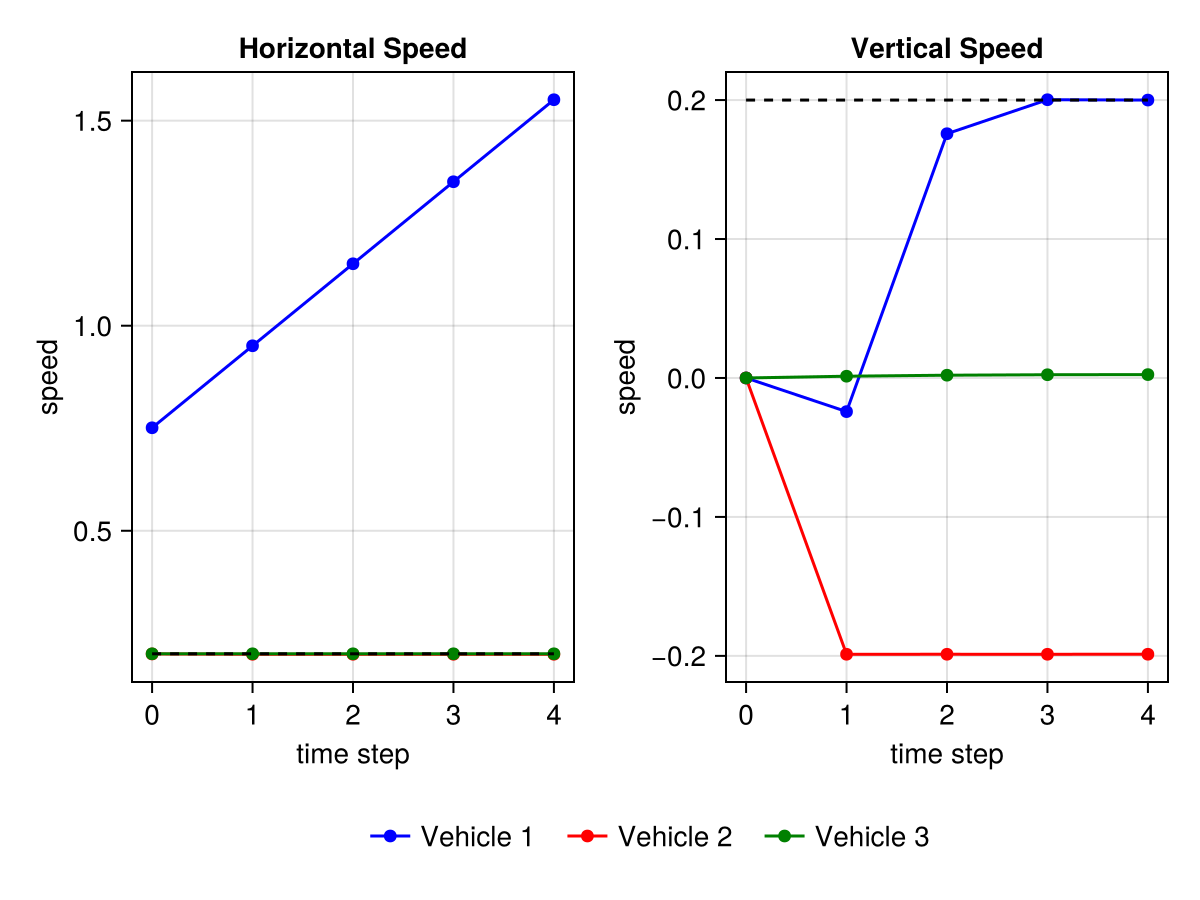 Horizontal Speed
speed
1.5
1.0
0.5
0 1 2 3 4
time step
Vertical Speed
speed
0.2
0.1
0.0
−0.1
−0.2
0 1 2 3 4
time step
Vehicle 1 Vehicle 2 Vehicle 3